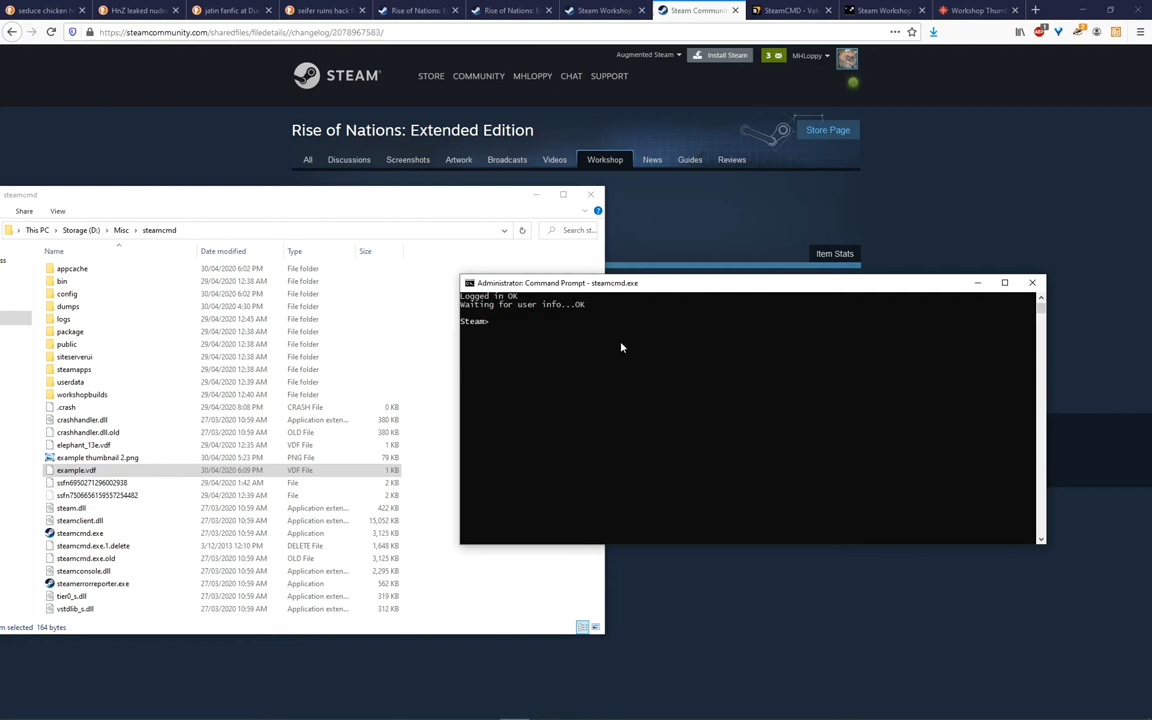 seduce chicken h
HnZ leaked nude
jatin fanfic at Du
seifer ruins hack
Rise of Nations: E
Rise of Nations: E
Steam Workshop
Steam Commun
SteamCMD - Val
Steam Workshop
Workshop Thum
https://steamcommunity.com/sharedfiles/filedetails//changelog/2078967583/
Augmented Steam
Install Steam
3
MHLoppy
STEAM
STORE COMMUNITY MHLOPPY CHAT SUPPORT
Rise of Nations: Extended Edition
Store Page
All Discussions Screenshots Artwork Broadcasts Videos Workshop News Guides Reviews
Item Stats
steamcmd
Share View
This PC > Storage (D:) > Misc > steamcmd
Search st...
Name Date modified Type Size
appcache 30/04/2020 6:02 PM File folder
bin 29/04/2020 12:38 AM File folder
config 30/04/2020 6:02 PM File folder
dumps 30/04/2020 4:30 PM File folder
logs 29/04/2020 12:45 AM File folder
package 29/04/2020 12:38 AM File folder
public 29/04/2020 12:38 AM File folder
siteserverui 29/04/2020 12:38 AM File folder
steamapps 29/04/2020 12:38 AM File folder
userdata 29/04/2020 12:39 AM File folder
workshopbuilds 29/04/2020 12:40 AM File folder
.crash 29/04/2020 8:08 PM CRASH File 0 KB
crashhandler.dll 27/03/2020 10:59 AM Application exten... 380 KB
crashhandler.dll.old 27/03/2020 10:59 AM OLD File 380 KB
elephant_13e.vdf 29/04/2020 12:35 AM VDF File 1 KB
example thumbnail 2.png 30/04/2020 5:23 PM PNG File 79 KB
example.vdf 30/04/2020 6:09 PM VDF File 1 KB
ssfn6950271296002938 29/04/2020 1:42 AM File 2 KB
ssfn7506656159557254482 29/04/2020 12:39 AM File 2 KB
steam.dll 27/03/2020 10:59 AM Application exten... 422 KB
steamclient.dll 27/03/2020 10:59 AM Application exten... 15,052 KB
steamcmd.exe 27/03/2020 10:59 AM Application 3,125 KB
steamcmd.exe.1.delete 3/12/2013 12:10 PM DELETE File 1,648 KB
steamcmd.exe.old 27/03/2020 10:59 AM OLD File 3,125 KB
steamconsole.dll 27/03/2020 10:59 AM Application exten... 2,295 KB
steamerrorreporter.exe 27/03/2020 10:59 AM Application 562 KB
tier0_s.dll 27/03/2020 10:59 AM Application exten... 319 KB
vstdlib_s.dll 27/03/2020 10:59 AM Application exten... 312 KB
m selected 164 bytes
Administrator: Command Prompt - steamcmd.exe
Logged in OK
Waiting for user info...OK
Steam>